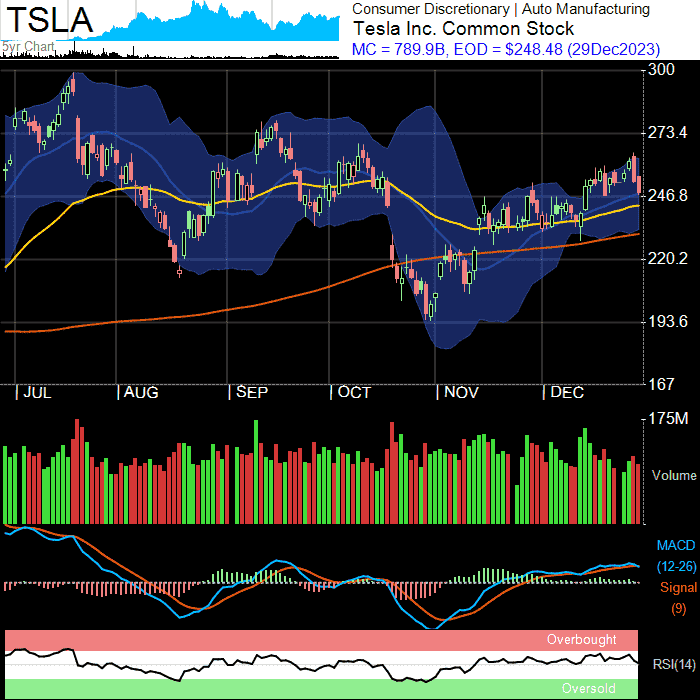 TSLA
5yr Chart
Consumer Discretionary | Auto Manufacturing
Tesla Inc. Common Stock
MC = 789.9B, EOD = $248.48 (29Dec2023)
300
273.4
246.8
220.2
193.6
167
| JUL | AUG | SEP | OCT | NOV | DEC
175M
Volume
MACD
(12-26)
Signal
(9)
Overbought
RSI(14)
Oversold